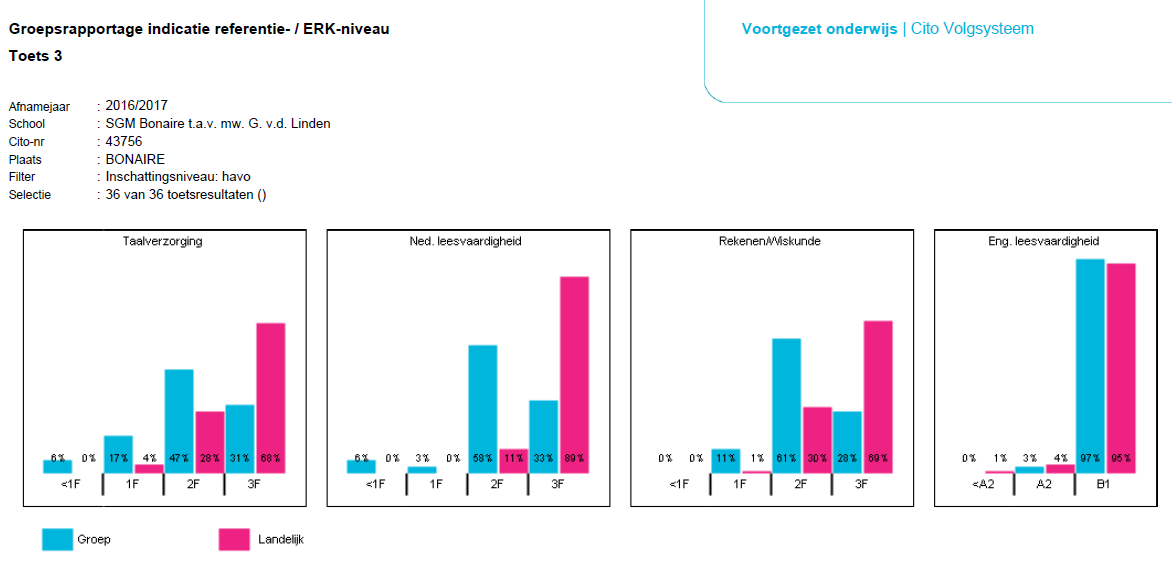 Groepsrapportage indicatie referentie- / ERK-niveau
Toets 3
Voortgezet onderwijs | Cito Volgsysteem
Afnamejaar : 2016/2017
School : SGM Bonaire t.a.v. mw. G. v.d. Linden
Cito-nr : 43756
Plaats : BONAIRE
Filter : Inschattingsniveau: havo
Selectie : 36 van 36 toetsresultaten ()
Taalverzorging
6% 0% 17% 4% 47% 28% 31% 68%
<1F 1F 2F 3F
Ned. leesvaardigheid
6% 0% 3% 0% 58% 11% 33% 89%
<1F 1F 2F 3F
Rekenen/Wiskunde
0% 0% 11% 1% 61% 30% 28% 69%
<1F 1F 2F 3F
Eng. leesvaardigheid
0% 1% 3% 4% 97% 95%
<A2 A2 B1
Groep Landelijk